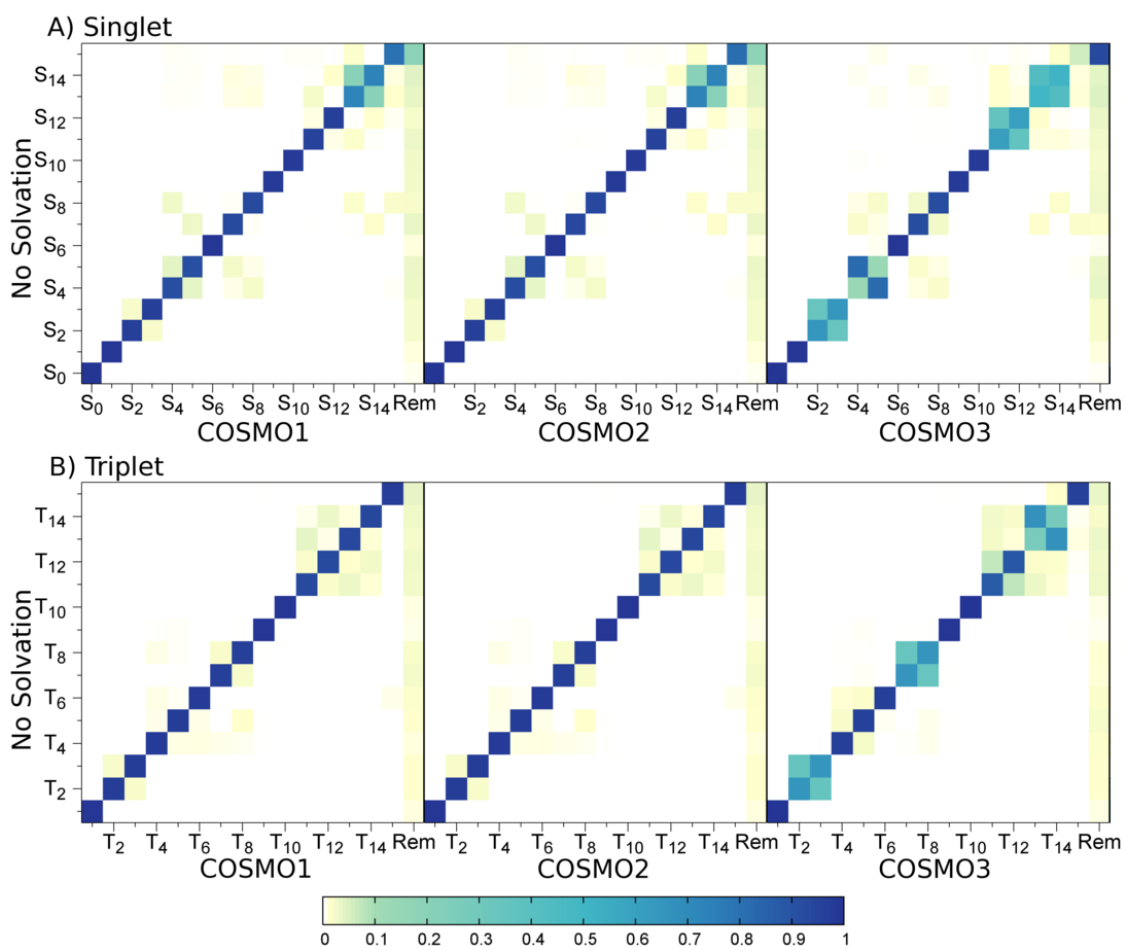 A) Singlet
No Solvation
S14
S12
S10
S8
S6
S4
S2
S0
S0 S2 S4 S6 S8 S10 S12 S14 Rem
S2 S4 S6 S8 S10 S12 S14 Rem
S2 S4 S6 S8 S10 S12 S14 Rem
COSMO1 COSMO2 COSMO3
B) Triplet
No Solvation
T14
T12
T10
T8
T6
T4
T2
T2 T4 T6 T8 T10 T12 T14 Rem
T2 T4 T6 T8 T10 T12 T14 Rem
T2 T4 T6 T8 T10 T12 T14 Rem
COSMO1 COSMO2 COSMO3
0 0.1 0.2 0.3 0.4 0.5 0.6 0.7 0.8 0.9 1